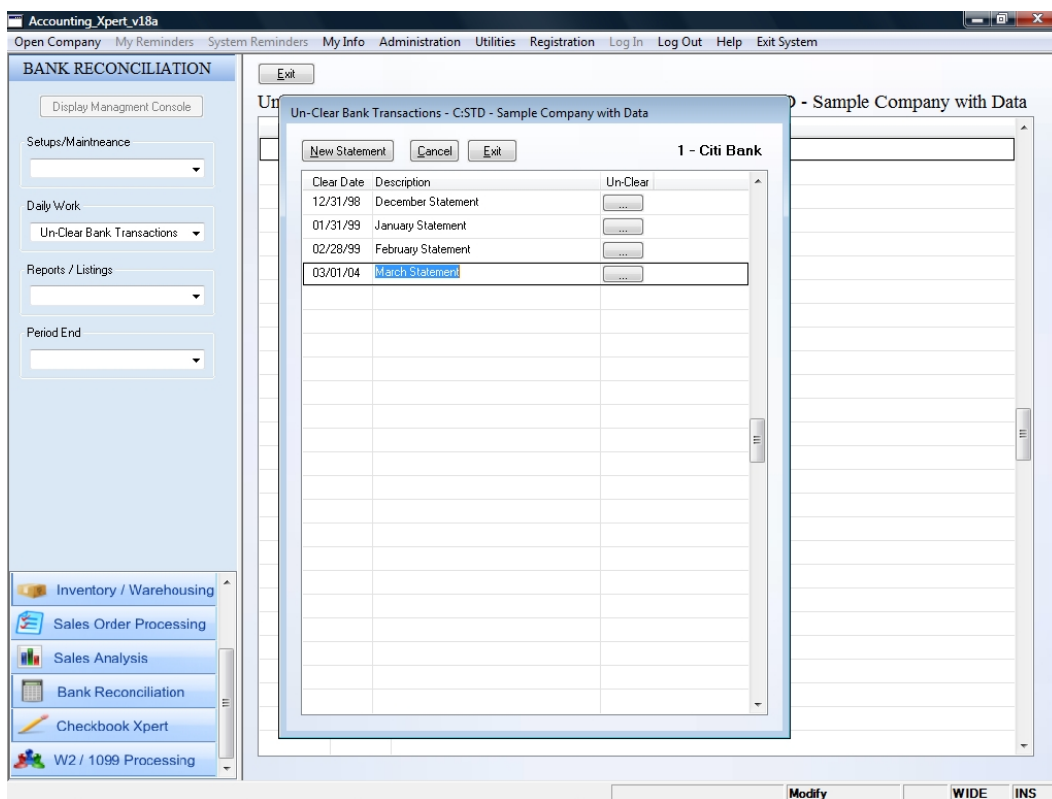 Accounting_Xpert_v18a
Open Company My Reminders System Reminders My Info Administration Utilities Registration Log In Log Out Help Exit System
BANK RECONCILIATION
Display Managment Console
Setups/Maintneance
Daily Work
Un-Clear Bank Transactions
Reports / Listings
Period End
Inventory / Warehousing
Sales Order Processing
Sales Analysis
Bank Reconciliation
Checkbook Xpert
W2 / 1099 Processing
Exit
- Sample Company with Data
Un-Clear Bank Transactions - C:STD - Sample Company with Data
New Statement Cancel Exit 1 - Citi Bank
Clear Date Description Un-Clear
12/31/98 December Statement ...
01/31/99 January Statement ...
02/28/99 February Statement ...
03/01/04 March Statement ...
Modify WIDE INS